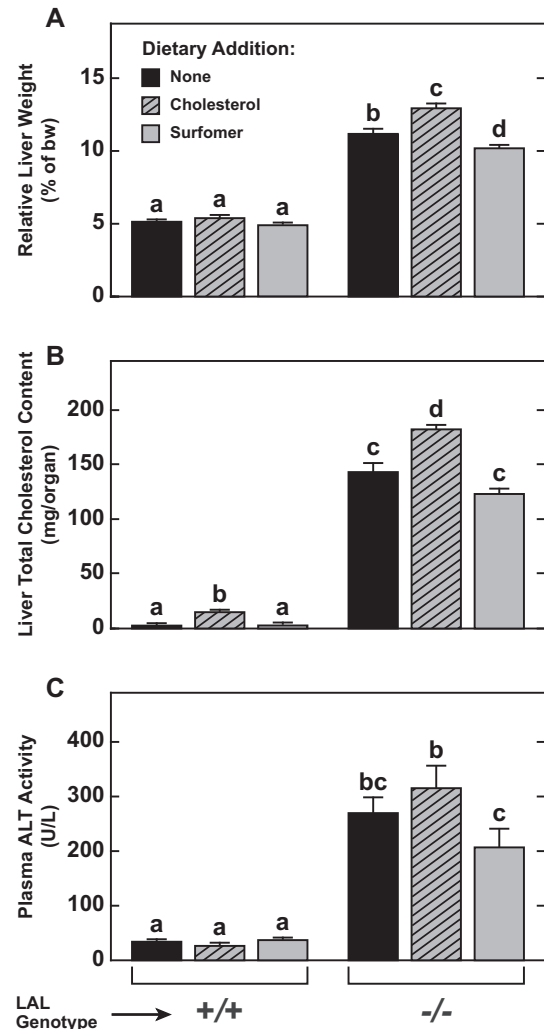 A
Relative Liver Weight
(% of bw)
15
10
5
0
Dietary Addition:
None
Cholesterol
Surfomer
a
a
a
b
c
d
B
Liver Total Cholesterol Content
(mg/organ)
200
150
100
50
0
a
b
a
c
d
c
C
Plasma ALT Activity
(U/L)
400
300
200
100
0
a
a
a
bc
b
c
LAL
Genotype
+/+
-/-